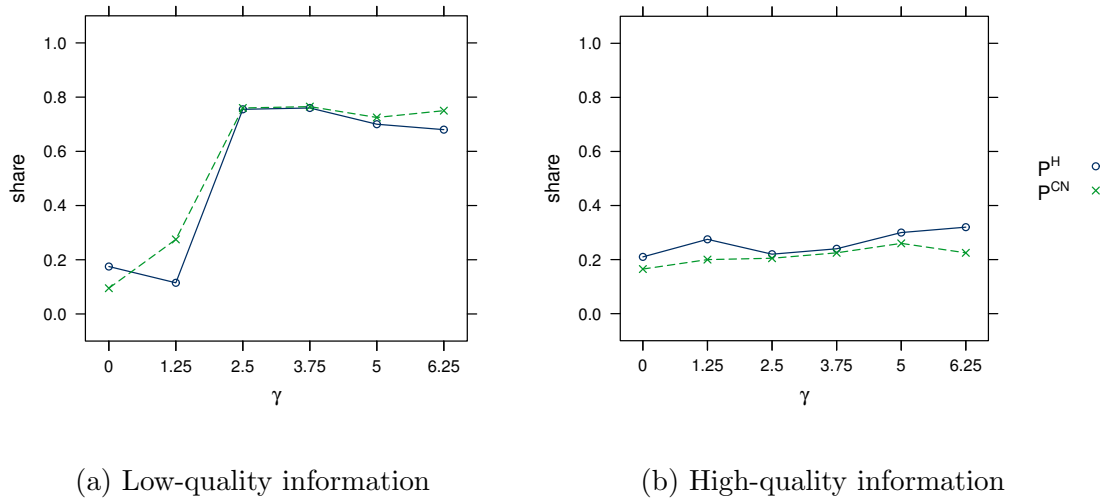 1.0
0.8
0.6
0.4
0.2
0.0
share
0 1.25 2.5 3.75 5 6.25
γ
(a) Low-quality information
1.0
0.8
0.6
0.4
0.2
0.0
share
0 1.25 2.5 3.75 5 6.25
γ
(b) High-quality information
P^H
P^CN